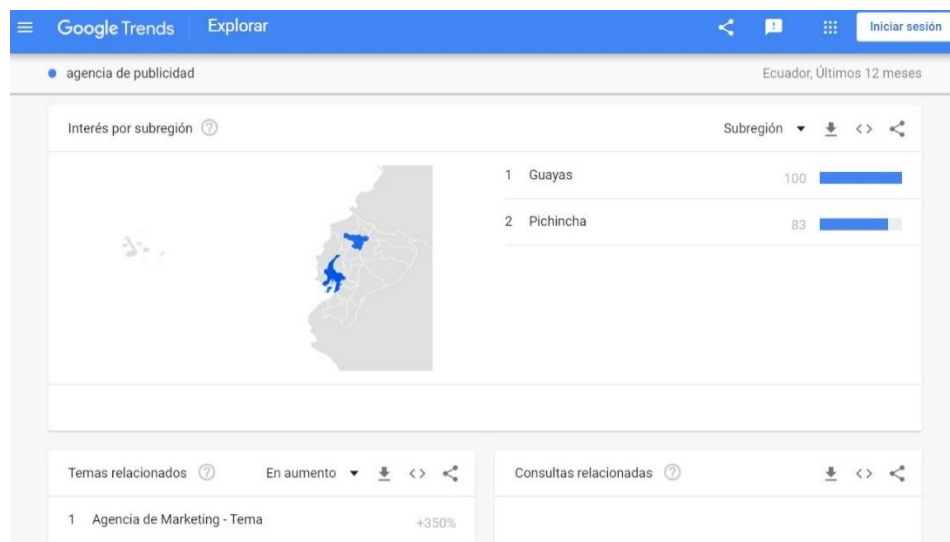 Google Trends Explorar Iniciar sesión
agencia de publicidad Ecuador, Últimos 12 meses
Interés por subregión Subregión
1 Guayas 100
2 Pichincha 83
Temas relacionados En aumento Consultas relacionadas
1 Agencia de Marketing - Tema +350%